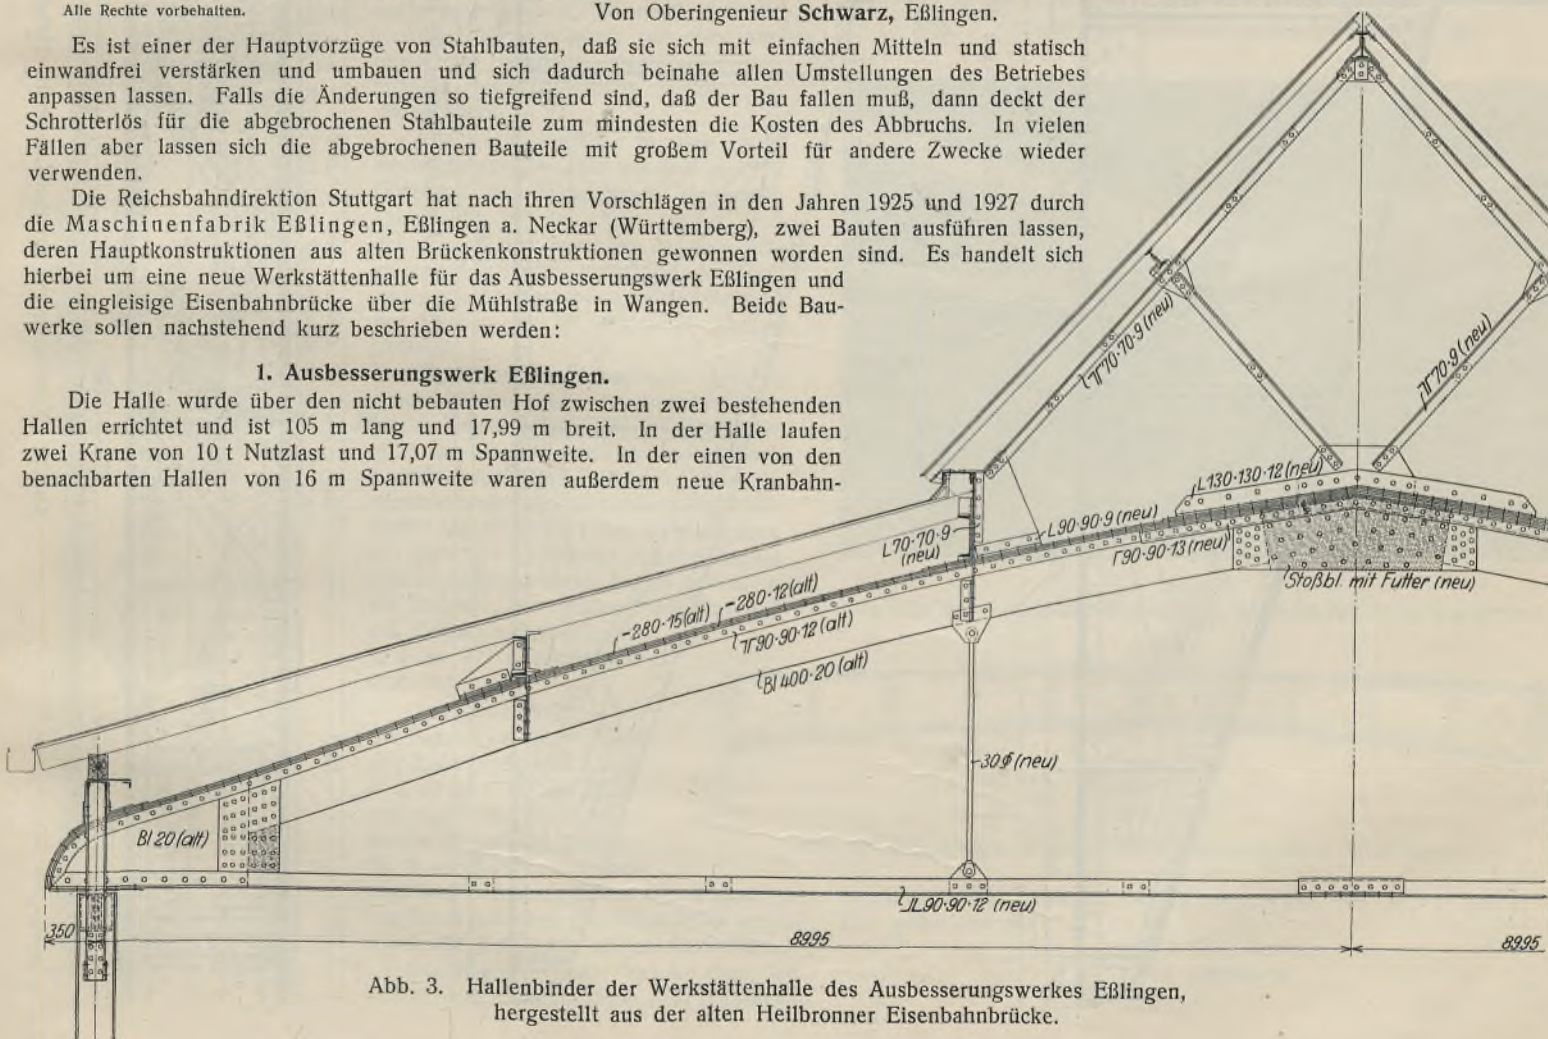 Alle Rechte vorbehalten.
Von Oberingenieur Schwarz, Eßlingen.
Es ist einer der Hauptvorzüge von Stahlbauten, daß sie sich mit einfachen Mitteln und statisch
einwandfrei verstärken und umbauen und sich dadurch beinahe allen Umstellungen des Betriebes
anpassen lassen. Falls die Änderungen so tiefgreifend sind, daß der Bau fallen muß, dann deckt der
Schrotterlös für die abgebrochenen Stahlbauteile zum mindesten die Kosten des Abbruchs. In vielen
Fällen aber lassen sich die abgebrochenen Bauteile mit großem Vorteil für andere Zwecke wieder
verwenden.
Die Reichsbahndirektion Stuttgart hat nach ihren Vorschlägen in den Jahren 1925 und 1927 durch
die Maschinenfabrik Eßlingen, Eßlingen a. Neckar (Württemberg), zwei Bauten ausführen lassen,
deren Hauptkonstruktionen aus alten Brückenkonstruktionen gewonnen worden sind. Es handelt sich
hierbei um eine neue Werkstättenhalle für das Ausbesserungswerk Eßlingen und
die eingleisige Eisenbahnbrücke über die Mühlstraße in Wangen. Beide Bau-
werke sollen nachstehend kurz beschrieben werden:
1. Ausbesserungswerk Eßlingen.
Die Halle wurde über den nicht bebauten Hof zwischen zwei bestehenden
Hallen errichtet und ist 105 m lang und 17,99 m breit. In der Halle laufen
zwei Krane von 10 t Nutzlast und 17,07 m Spannweite. In der einen von den
benachbarten Hallen von 16 m Spannweite waren außerdem neue Kranbahn-
⅂Γ70·70·9 (neu)
⅂Γ70·9 (neu)
L130·130·12 (neu)
L90·90·9 (neu)
L70·70·9
(neu)
Γ90·90·13 (neu)
Stoßbl. mit Futter (neu)
-280·15 (alt)
-280·12 (alt)
⅂Γ90·90·12 (alt)
Bl 400·20 (alt)
30φ (neu)
Bl 20 (alt)
⅃L90·90·12 (neu)
350
8995
8995
Abb. 3. Hallenbinder der Werkstättenhalle des Ausbesserungswerkes Eßlingen,
hergestellt aus der alten Heilbronner Eisenbahnbrücke.